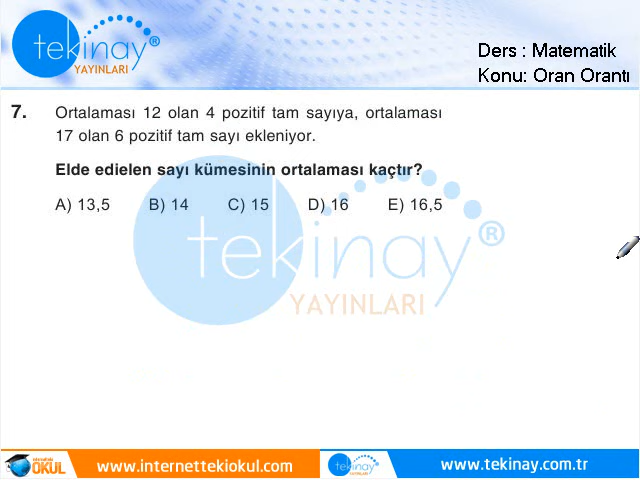 tekinay®
YAYINLARI
Ders : Matematik
Konu: Oran Orantı
7. Ortalaması 12 olan 4 pozitif tam sayıya, ortalaması
17 olan 6 pozitif tam sayı ekleniyor.
Elde edielen sayı kümesinin ortalaması kaçtır?
A) 13,5 B) 14 C) 15 D) 16 E) 16,5
tekinay®
YAYINLARI
OKUL
www.internettekiokul.com
tekinay
www.tekinay.com.tr